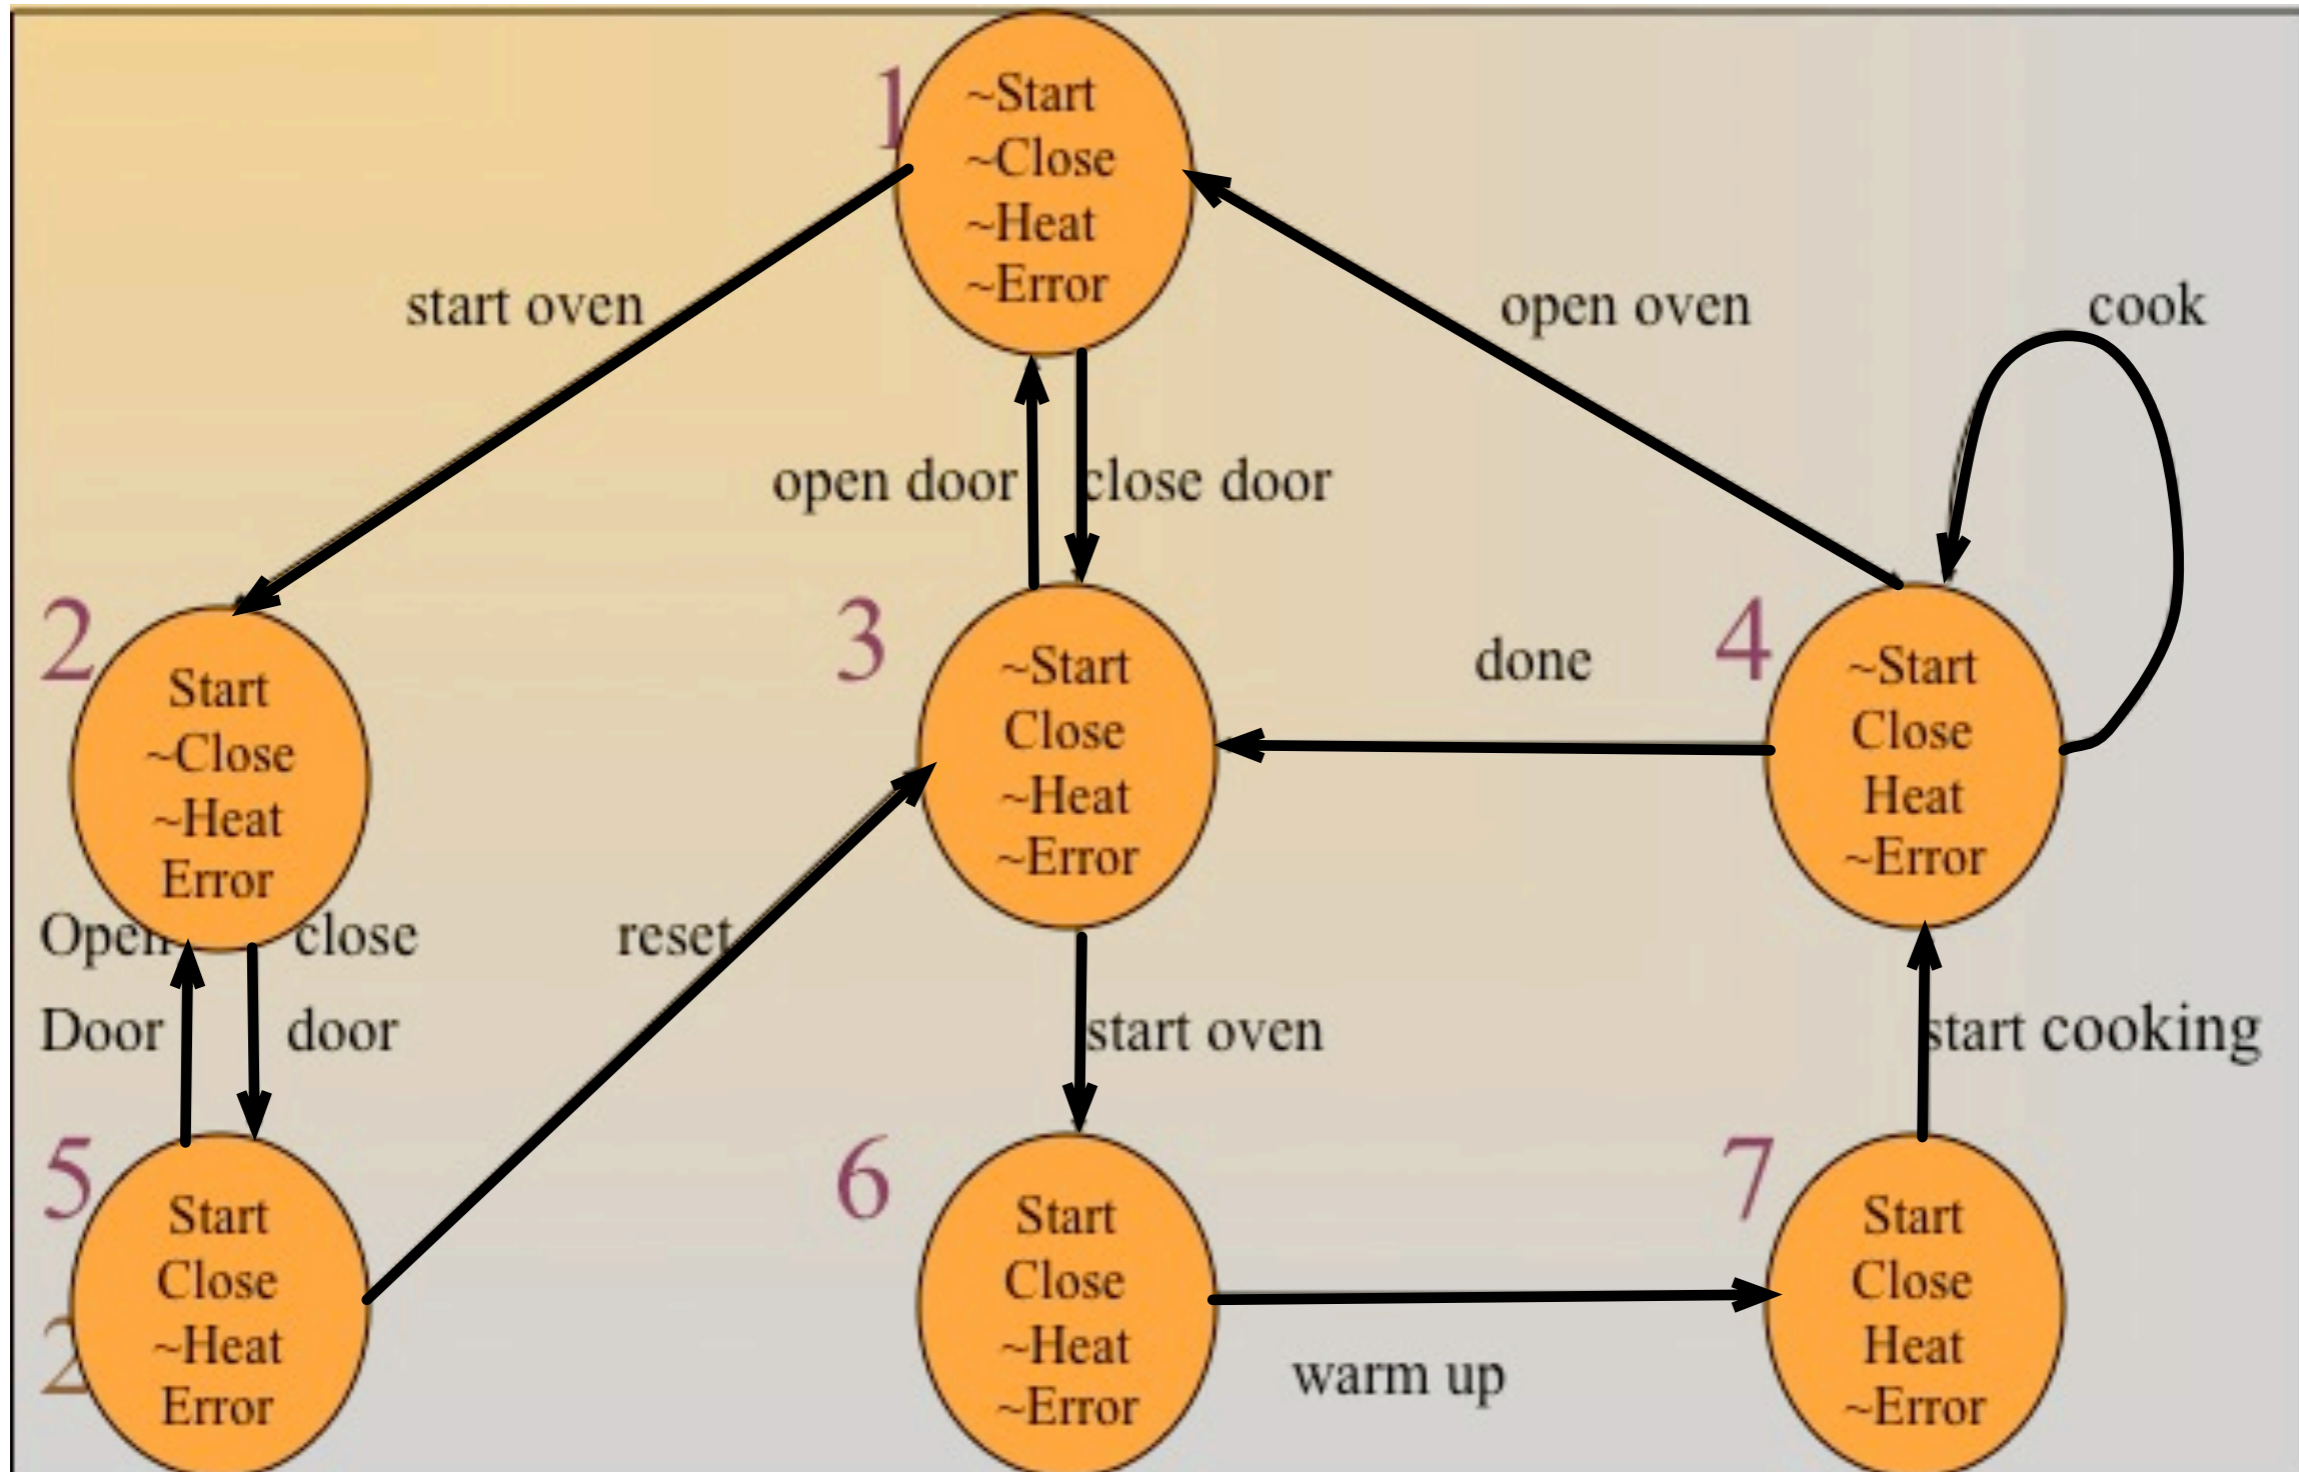 1
~Start
~Close
~Heat
~Error
start oven
open oven
cook
open door
close door
2
Start
~Close
~Heat
Error
3
~Start
Close
~Heat
~Error
done
4
~Start
Close
Heat
~Error
Open
Door
close
door
reset
start oven
start cooking
5
Start
Close
~Heat
Error
2
6
Start
Close
~Heat
~Error
warm up
7
Start
Close
Heat
~Error